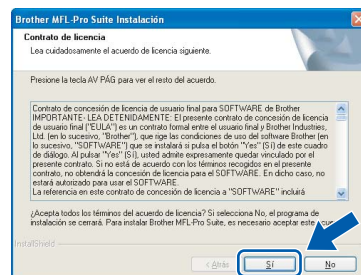 Brother MFL-Pro Suite Instalación
Contrato de licencia
Lea cuidadosamente el acuerdo de licencia siguiente.
Presione la tecla AV PÁG para ver el resto del acuerdo.
Contrato de concesión de licencia de usuario final para SOFTWARE de Brother
IMPORTANTE- LEA DETENIDAMENTE: El presente contrato de concesión de licencia
de usuario final ("EULA") es un contrato formal entre el usuario final y Brother Industries,
Ltd. (en lo sucesivo, "Brother"), que rige las condiciones de uso del software Brother (en
lo sucesivo, "SOFTWARE") que se instalará si pulsa el botón "Yes" (Sí) de este cuadro
de diálogo. Al pulsar "Yes" (Sí), usted admite expresamente quedar vinculado por el
presente contrato. Si no está de acuerdo con los términos recogidos en el presente
contrato, no obtendrá la concesión de licencia para el SOFTWARE. En dicho caso, no
estará autorizado para usar el SOFTWARE.
La referencia en este contrato de concesión de licencia a "SOFTWARE" incluirá
¿Acepta todos los términos del acuerdo de licencia? Si selecciona No, el programa de
instalación se cerrará. Para instalar Brother MFL-Pro Suite, es necesario aceptar este
InstallShield
< Atrás
Sí
No